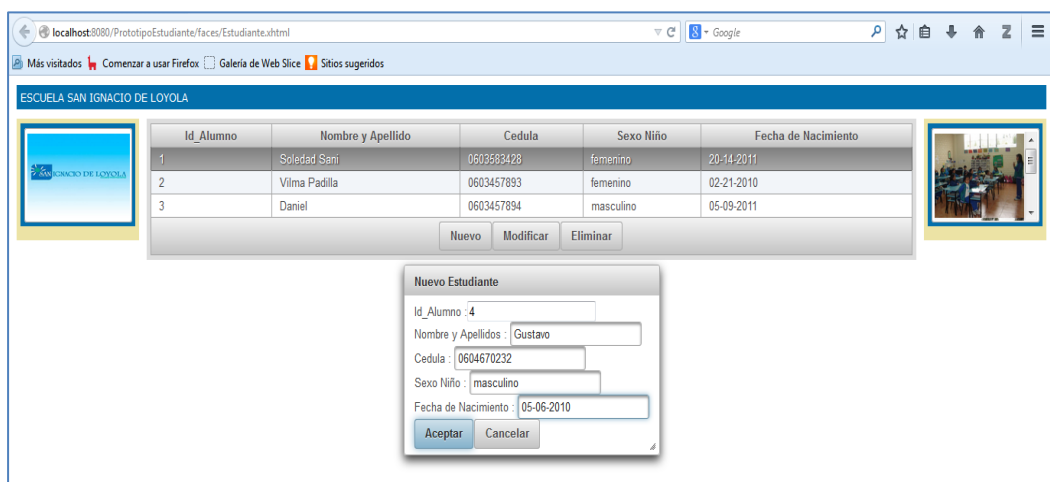 localhost:8080/PrototipoEstudiante/faces/Estudiante.xhtml
Google
Más visitados Comenzar a usar Firefox Galería de Web Slice Sitios sugeridos
ESCUELA SAN IGNACIO DE LOYOLA
SAN IGNACIO DE LOYOLA
Id_Alumno Nombre y Apellido Cedula Sexo Niño Fecha de Nacimiento
1 Soledad Sani 0603583428 femenino 20-14-2011
2 Vilma Padilla 0603457893 femenino 02-21-2010
3 Daniel 0603457894 masculino 05-09-2011
Nuevo Modificar Eliminar
Nuevo Estudiante
Id_Alumno : 4
Nombre y Apellidos : Gustavo
Cedula : 0604670232
Sexo Niño : masculino
Fecha de Nacimiento : 05-06-2010
Aceptar Cancelar